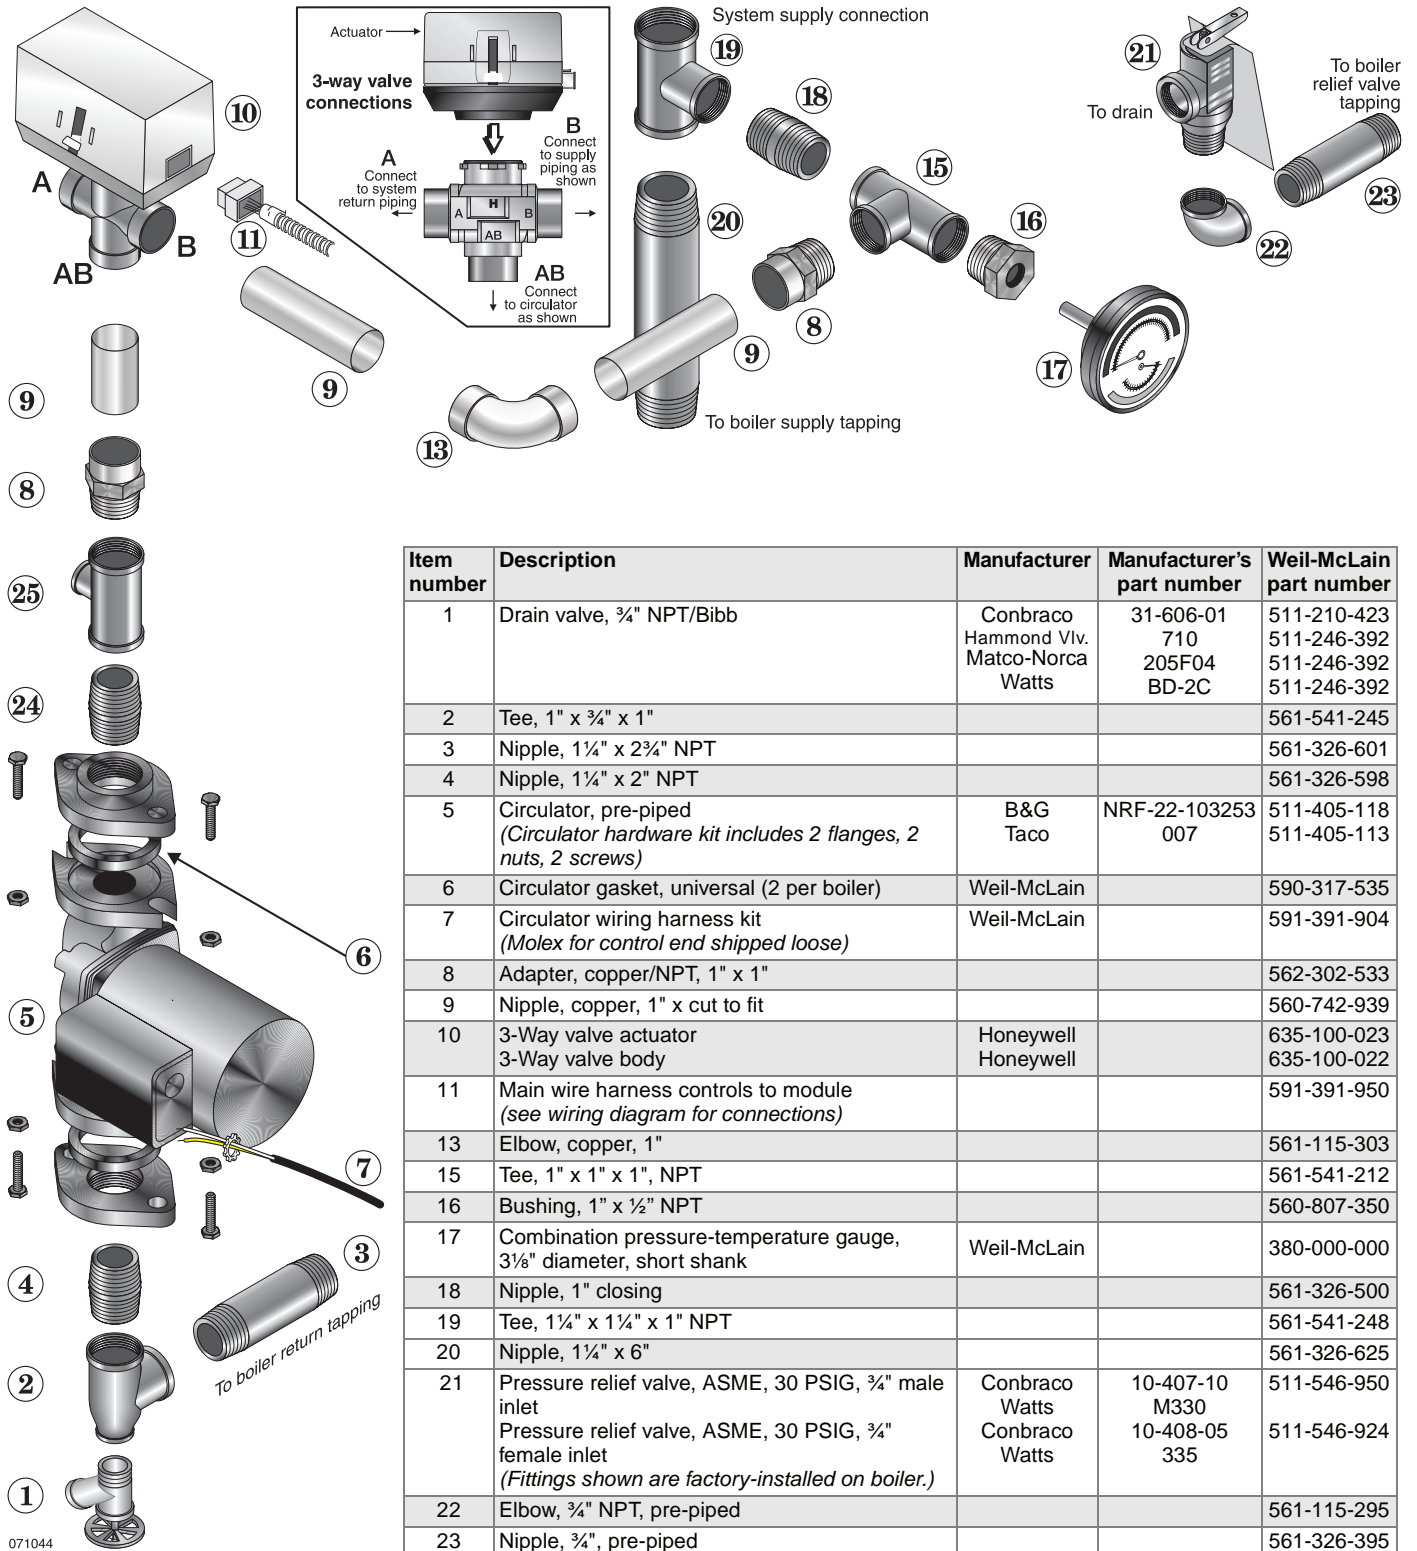 System supply connection
Actuator
3-way valve
connections
A
Connect
to system
return piping
B
Connect
to supply
piping as
shown
H
A
B
AB
AB
Connect
to circulator
as shown
A
B
AB
10
11
9
9
8
25
24
6
5
7
3
4
2
1
To boiler return tapping
19
18
20
15
16
8
9
17
13
To boiler supply tapping
21
To drain
To boiler
relief valve
tapping
23
22
071044
Item number | Description | Manufacturer | Manufacturer’s part number | Weil-McLain part number
1 | Drain valve, ¾" NPT/Bibb | Conbraco | 31-606-01 | 511-210-423
Hammond Vlv. | 710 | 511-246-392
Matco-Norca | 205F04 | 511-246-392
Watts | BD-2C | 511-246-392
2 | Tee, 1" x ¾" x 1" | 561-541-245
3 | Nipple, 1¼" x 2¾" NPT | 561-326-601
4 | Nipple, 1¼" x 2" NPT | 561-326-598
5 | Circulator, pre-piped | B&G | NRF-22-103253 | 511-405-118
(Circulator hardware kit includes 2 flanges, 2 | Taco | 007 | 511-405-113
nuts, 2 screws)
6 | Circulator gasket, universal (2 per boiler) | Weil-McLain | 590-317-535
7 | Circulator wiring harness kit | Weil-McLain | 591-391-904
(Molex for control end shipped loose)
8 | Adapter, copper/NPT, 1" x 1" | 562-302-533
9 | Nipple, copper, 1" x cut to fit | 560-742-939
10 | 3-Way valve actuator | Honeywell | 635-100-023
3-Way valve body | Honeywell | 635-100-022
11 | Main wire harness controls to module | 591-391-950
(see wiring diagram for connections)
13 | Elbow, copper, 1" | 561-115-303
15 | Tee, 1" x 1" x 1", NPT | 561-541-212
16 | Bushing, 1” x ½” NPT | 560-807-350
17 | Combination pressure-temperature gauge, | Weil-McLain | 380-000-000
3⅛" diameter, short shank
18 | Nipple, 1" closing | 561-326-500
19 | Tee, 1¼" x 1¼" x 1" NPT | 561-541-248
20 | Nipple, 1¼" x 6" | 561-326-625
21 | Pressure relief valve, ASME, 30 PSIG, ¾" male | Conbraco | 10-407-10 | 511-546-950
inlet | Watts | M330
Pressure relief valve, ASME, 30 PSIG, ¾" | Conbraco | 10-408-05 | 511-546-924
female inlet | Watts | 335
(Fittings shown are factory-installed on boiler.)
22 | Elbow, ¾" NPT, pre-piped | 561-115-295
23 | Nipple, ¾", pre-piped | 561-326-395